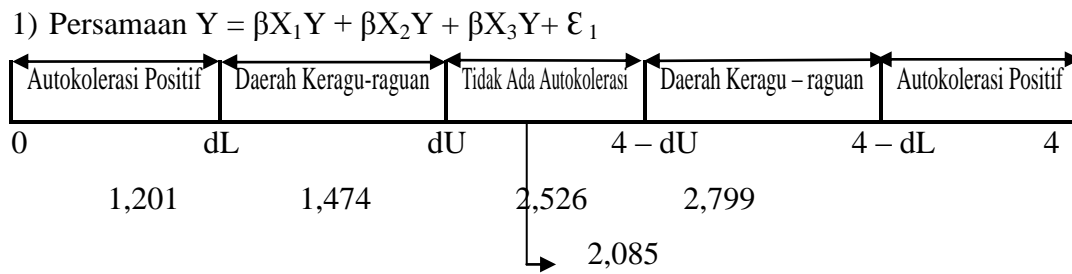 1) Persamaan Y = βX₁Y + βX₂Y + βX₃Y+ Ɛ ₁
Autokolerasi Positif Daerah Keragu-raguan Tidak Ada Autokolerasi Daerah Keragu – raguan Autokolerasi Positif
0 dL dU 4 – dU 4 – dL 4
1,201 1,474 2,526 2,799
2,085